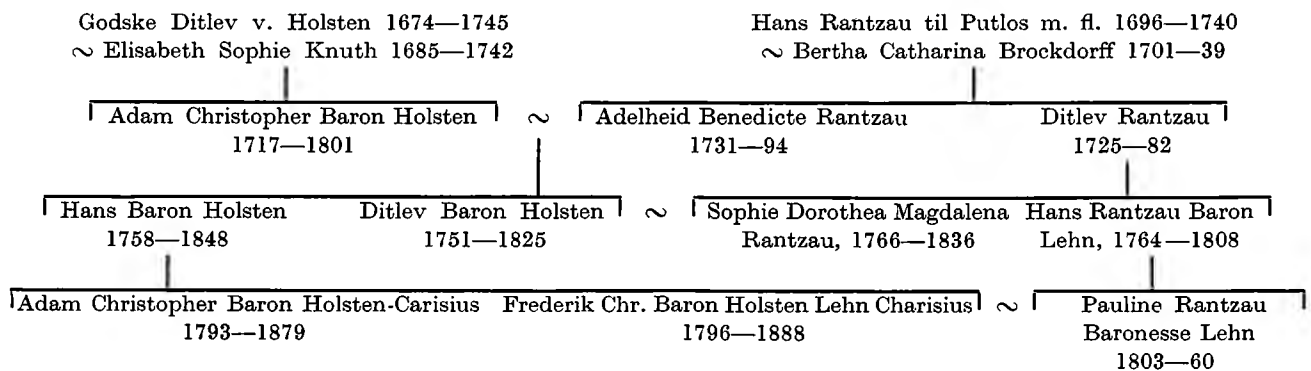 Godske Ditlev v. Holsten 1674—1745
∾ Elisabeth Sophie Knuth 1685—1742
Hans Rantzau til Putlos m. fl. 1696—1740
∾ Bertha Catharina Brockdorff 1701—39
Adam Christopher Baron Holsten ∾ Adelheid Benedicte Rantzau Ditlev Rantzau
1717—1801 1731—94 1725—82
Hans Baron Holsten Ditlev Baron Holsten ∾ Sophie Dorothea Magdalena Hans Rantzau Baron
1758—1848 1751—1825 Rantzau, 1766—1836 Lehn, 1764—1808
Adam Christopher Baron Holsten-Carisius Frederik Chr. Baron Holsten Lehn Charisius ∾ Pauline Rantzau
1793—1879 1796—1888 Baronesse Lehn
1803—60